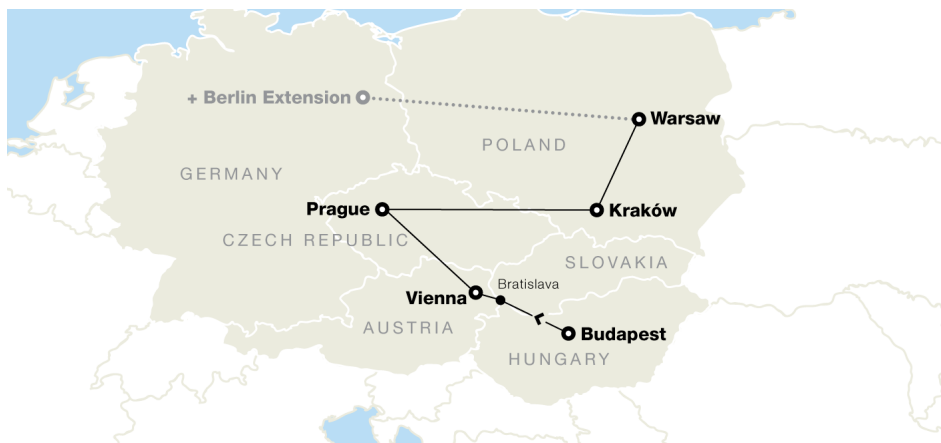 + Berlin Extension
Warsaw
POLAND
GERMANY
Prague
Kraków
CZECH REPUBLIC
SLOVAKIA
Bratislava
Vienna
AUSTRIA
Budapest
HUNGARY